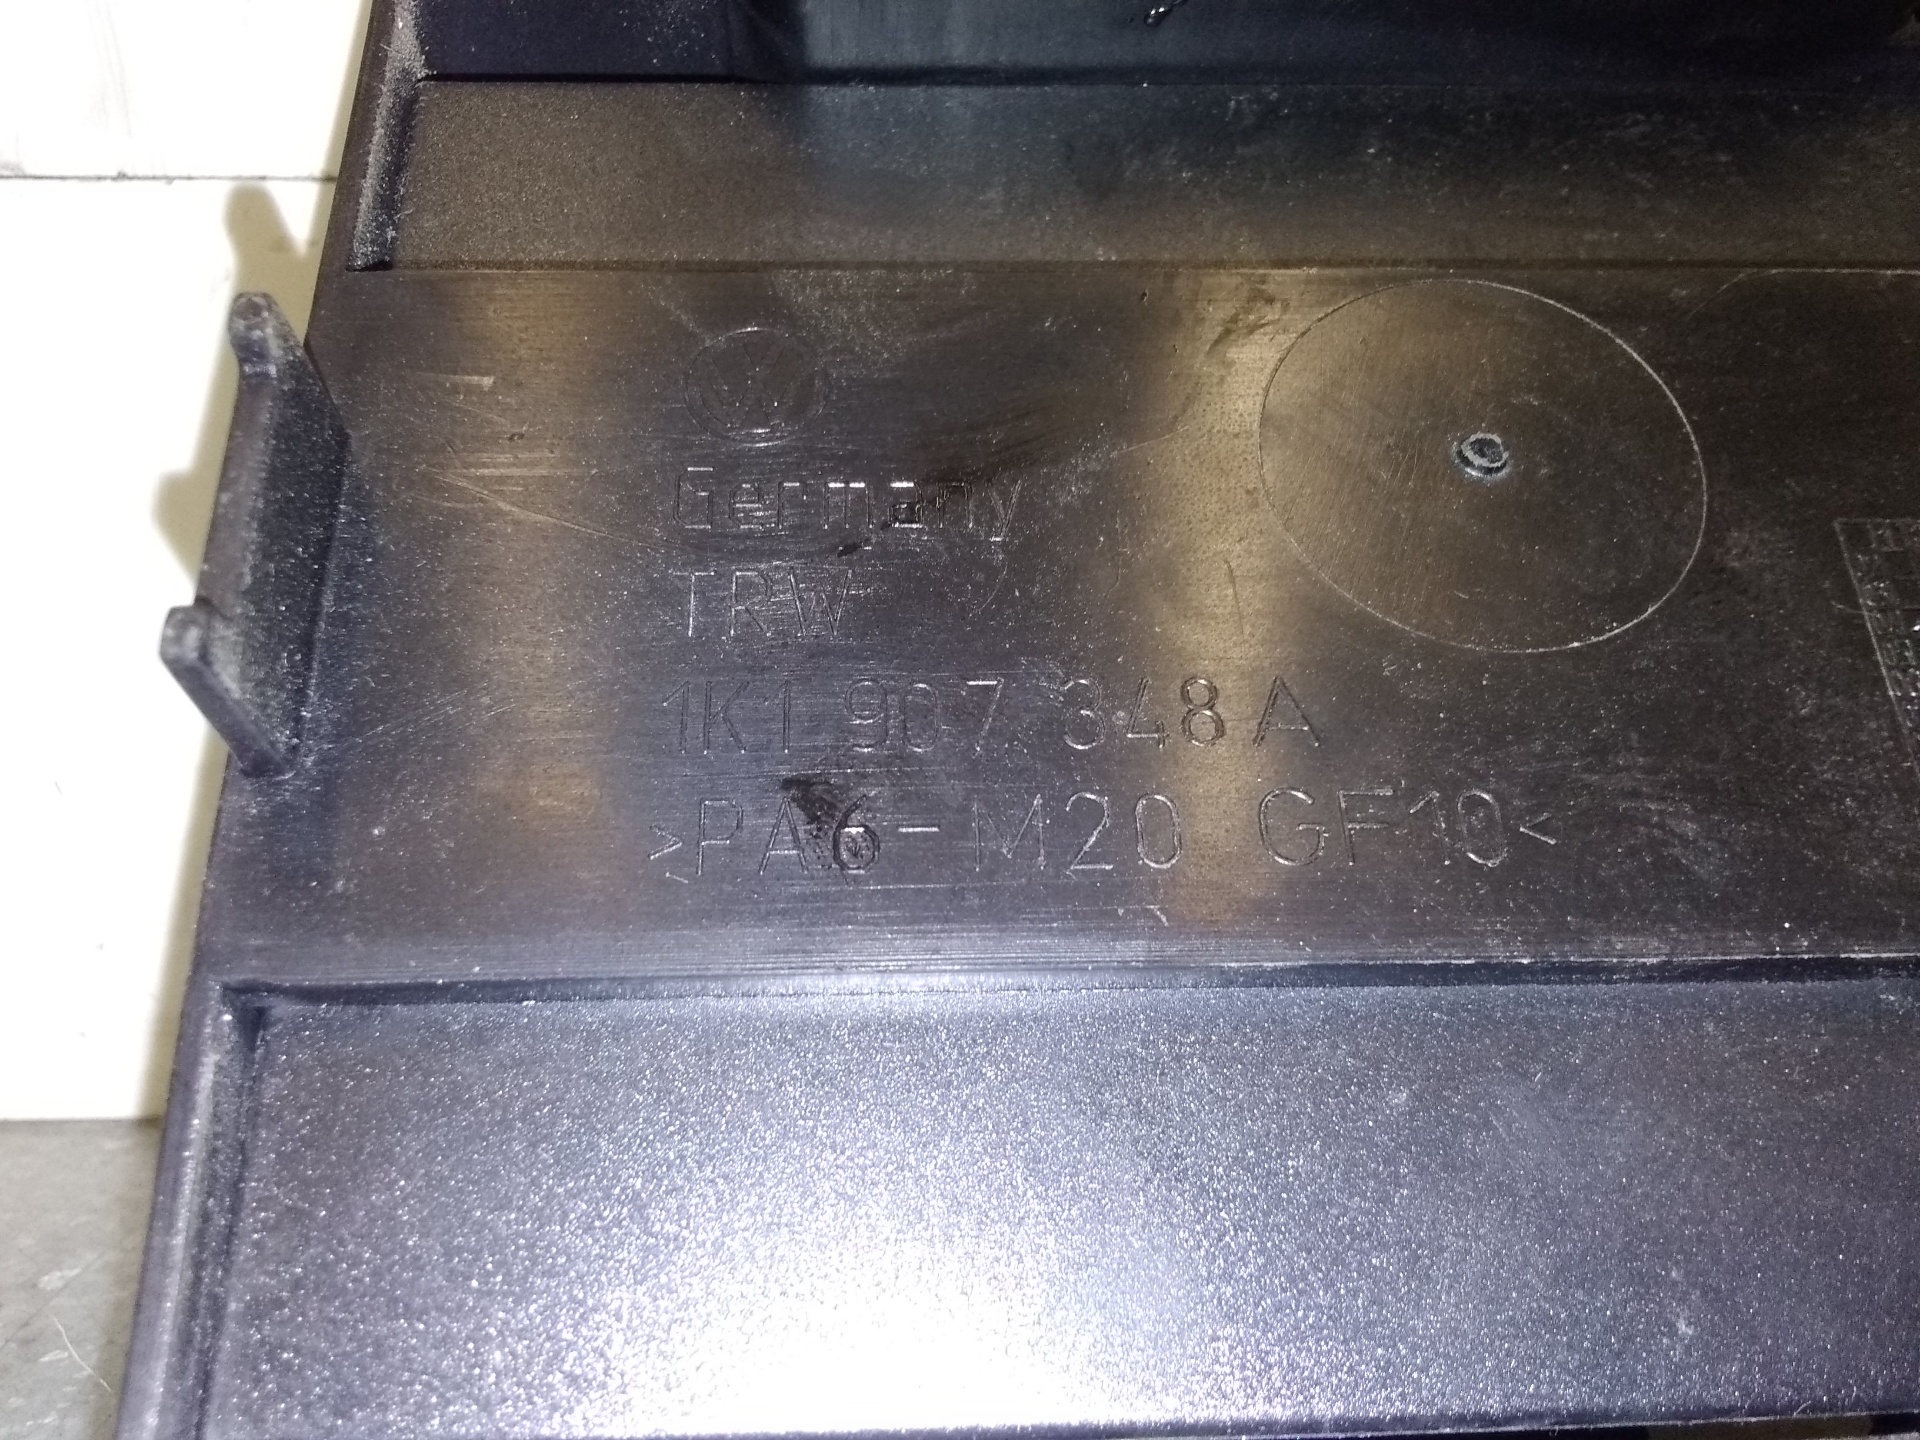 Germany
TRW
1K1 907 348 A
>PA6-M20 GF10<